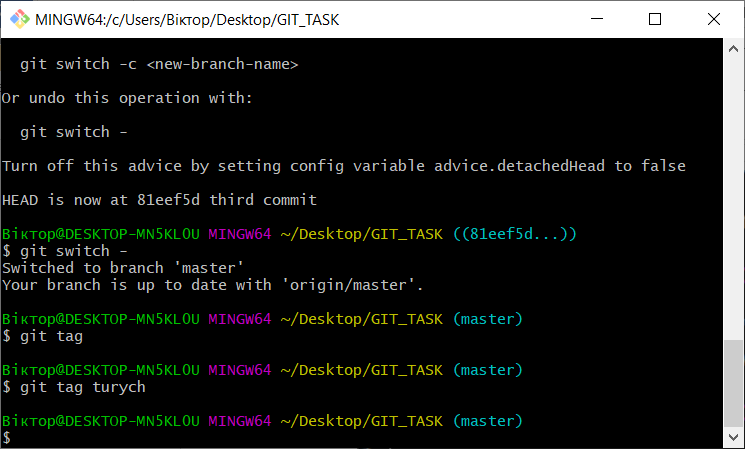 MINGW64:/c/Users/Віктор/Desktop/GIT_TASK
git switch -c <new-branch-name>
Or undo this operation with:
git switch -
Turn off this advice by setting config variable advice.detachedHead to false
HEAD is now at 81eef5d third commit
Віктор@DESKTOP-MN5KL0U MINGW64 ~/Desktop/GIT_TASK ((81eef5d...))
$ git switch -
Switched to branch 'master'
Your branch is up to date with 'origin/master'.
Віктор@DESKTOP-MN5KL0U MINGW64 ~/Desktop/GIT_TASK (master)
$ git tag
Віктор@DESKTOP-MN5KL0U MINGW64 ~/Desktop/GIT_TASK (master)
$ git tag turych
Віктор@DESKTOP-MN5KL0U MINGW64 ~/Desktop/GIT_TASK (master)
$